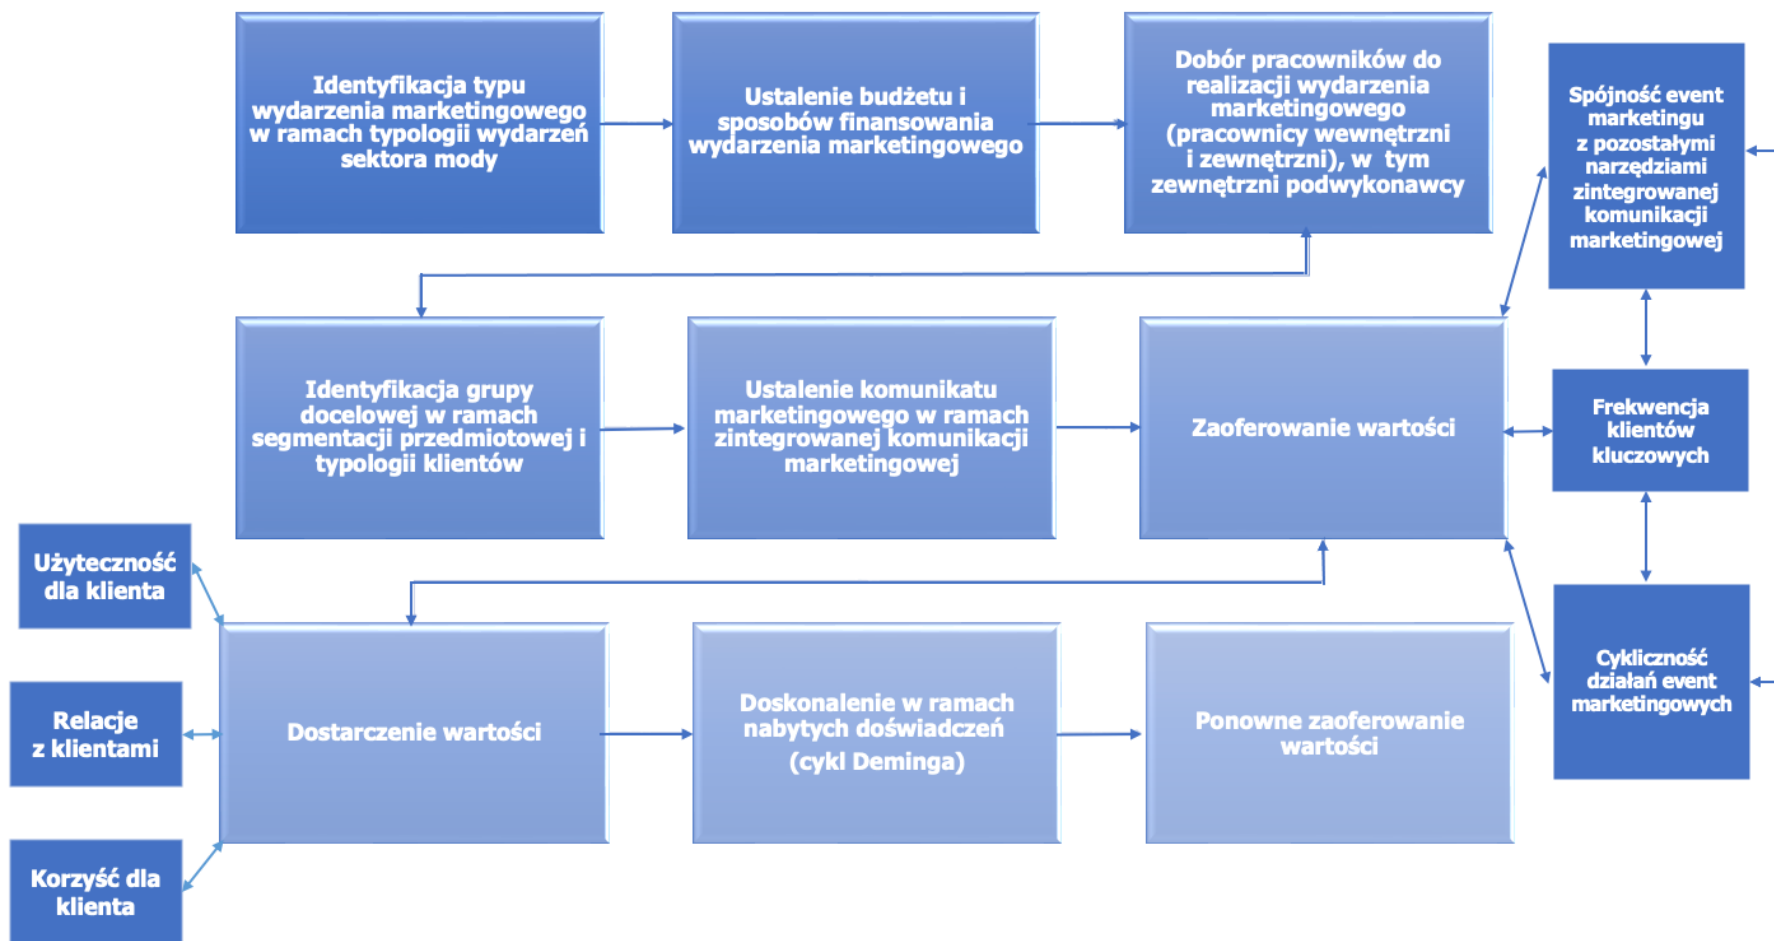 Identyfikacja typu
wydarzenia marketingowego
w ramach typologii wydarzeń
sektora mody
Ustalenie budżetu i
sposobów finansowania
wydarzenia marketingowego
Dobór pracowników do
realizacji wydarzenia
marketingowego
(pracownicy wewnętrzni
i zewnętrzni), w tym
zewnętrzni podwykonawcy
Spójność event
marketingu
z pozostałymi
narzędziami
zintegrowanej
komunikacji
marketingowej
Identyfikacja grupy
docelowej w ramach
segmentacji przedmiotowej i
typologii klientów
Ustalenie komunikatu
marketingowego w ramach
zintegrowanej komunikacji
marketingowej
Zaoferowanie wartości
Frekwencja
klientów
kluczowych
Użyteczność
dla klienta
Relacje
z klientami
Korzyść dla
klienta
Dostarczenie wartości
Doskonalenie w ramach
nabytych doświadczeń
(cykl Deminga)
Ponowne zaoferowanie
wartości
Cykliczność
działań event
marketingowych